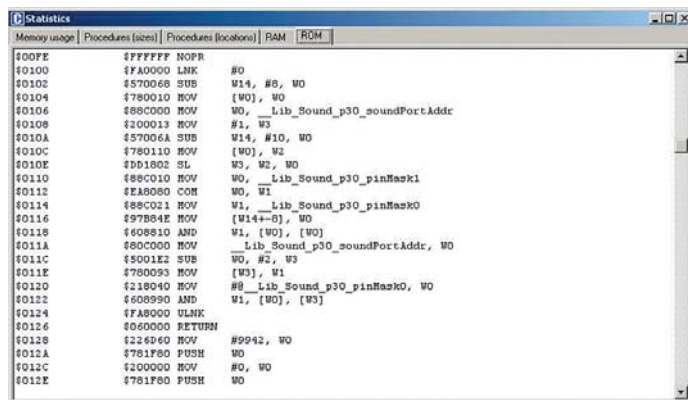 Statistics
Memory usage Procedures (sizes) Procedures (locations) RAM ROM
$00FE $FFFFFF NOPR
$0100 $FA0000 LNK #0
$0102 $570068 SUB W14, #8, W0
$0104 $780010 MOV [W0], W0
$0106 $88C000 MOV W0, __Lib_Sound_p30_soundPortAddr
$0108 $200013 MOV #1, W3
$010A $57006A SUB W14, #10, W0
$010C $780110 MOV [W0], W2
$010E $DD1802 SL W3, W2, W0
$0110 $88C010 MOV W0, __Lib_Sound_p30_pinMask1
$0112 $EA8080 COM W0, W1
$0114 $88C021 MOV W1, __Lib_Sound_p30_pinMask0
$0116 $97B84E MOV [W14+-8], W0
$0118 $608810 AND W1, [W0], [W0]
$011A $80C000 MOV __Lib_Sound_p30_soundPortAddr, W0
$011C $5001E2 SUB W0, #2, W3
$011E $780093 MOV [W3], W1
$0120 $218040 MOV #@__Lib_Sound_p30_pinMask0, W0
$0122 $608990 AND W1, [W0], [W3]
$0124 $FA8000 ULNK
$0126 $060000 RETURN
$0128 $226D60 MOV #9942, W0
$012A $781F80 PUSH W0
$012C $200000 MOV #0, W0
$012E $781F80 PUSH W0